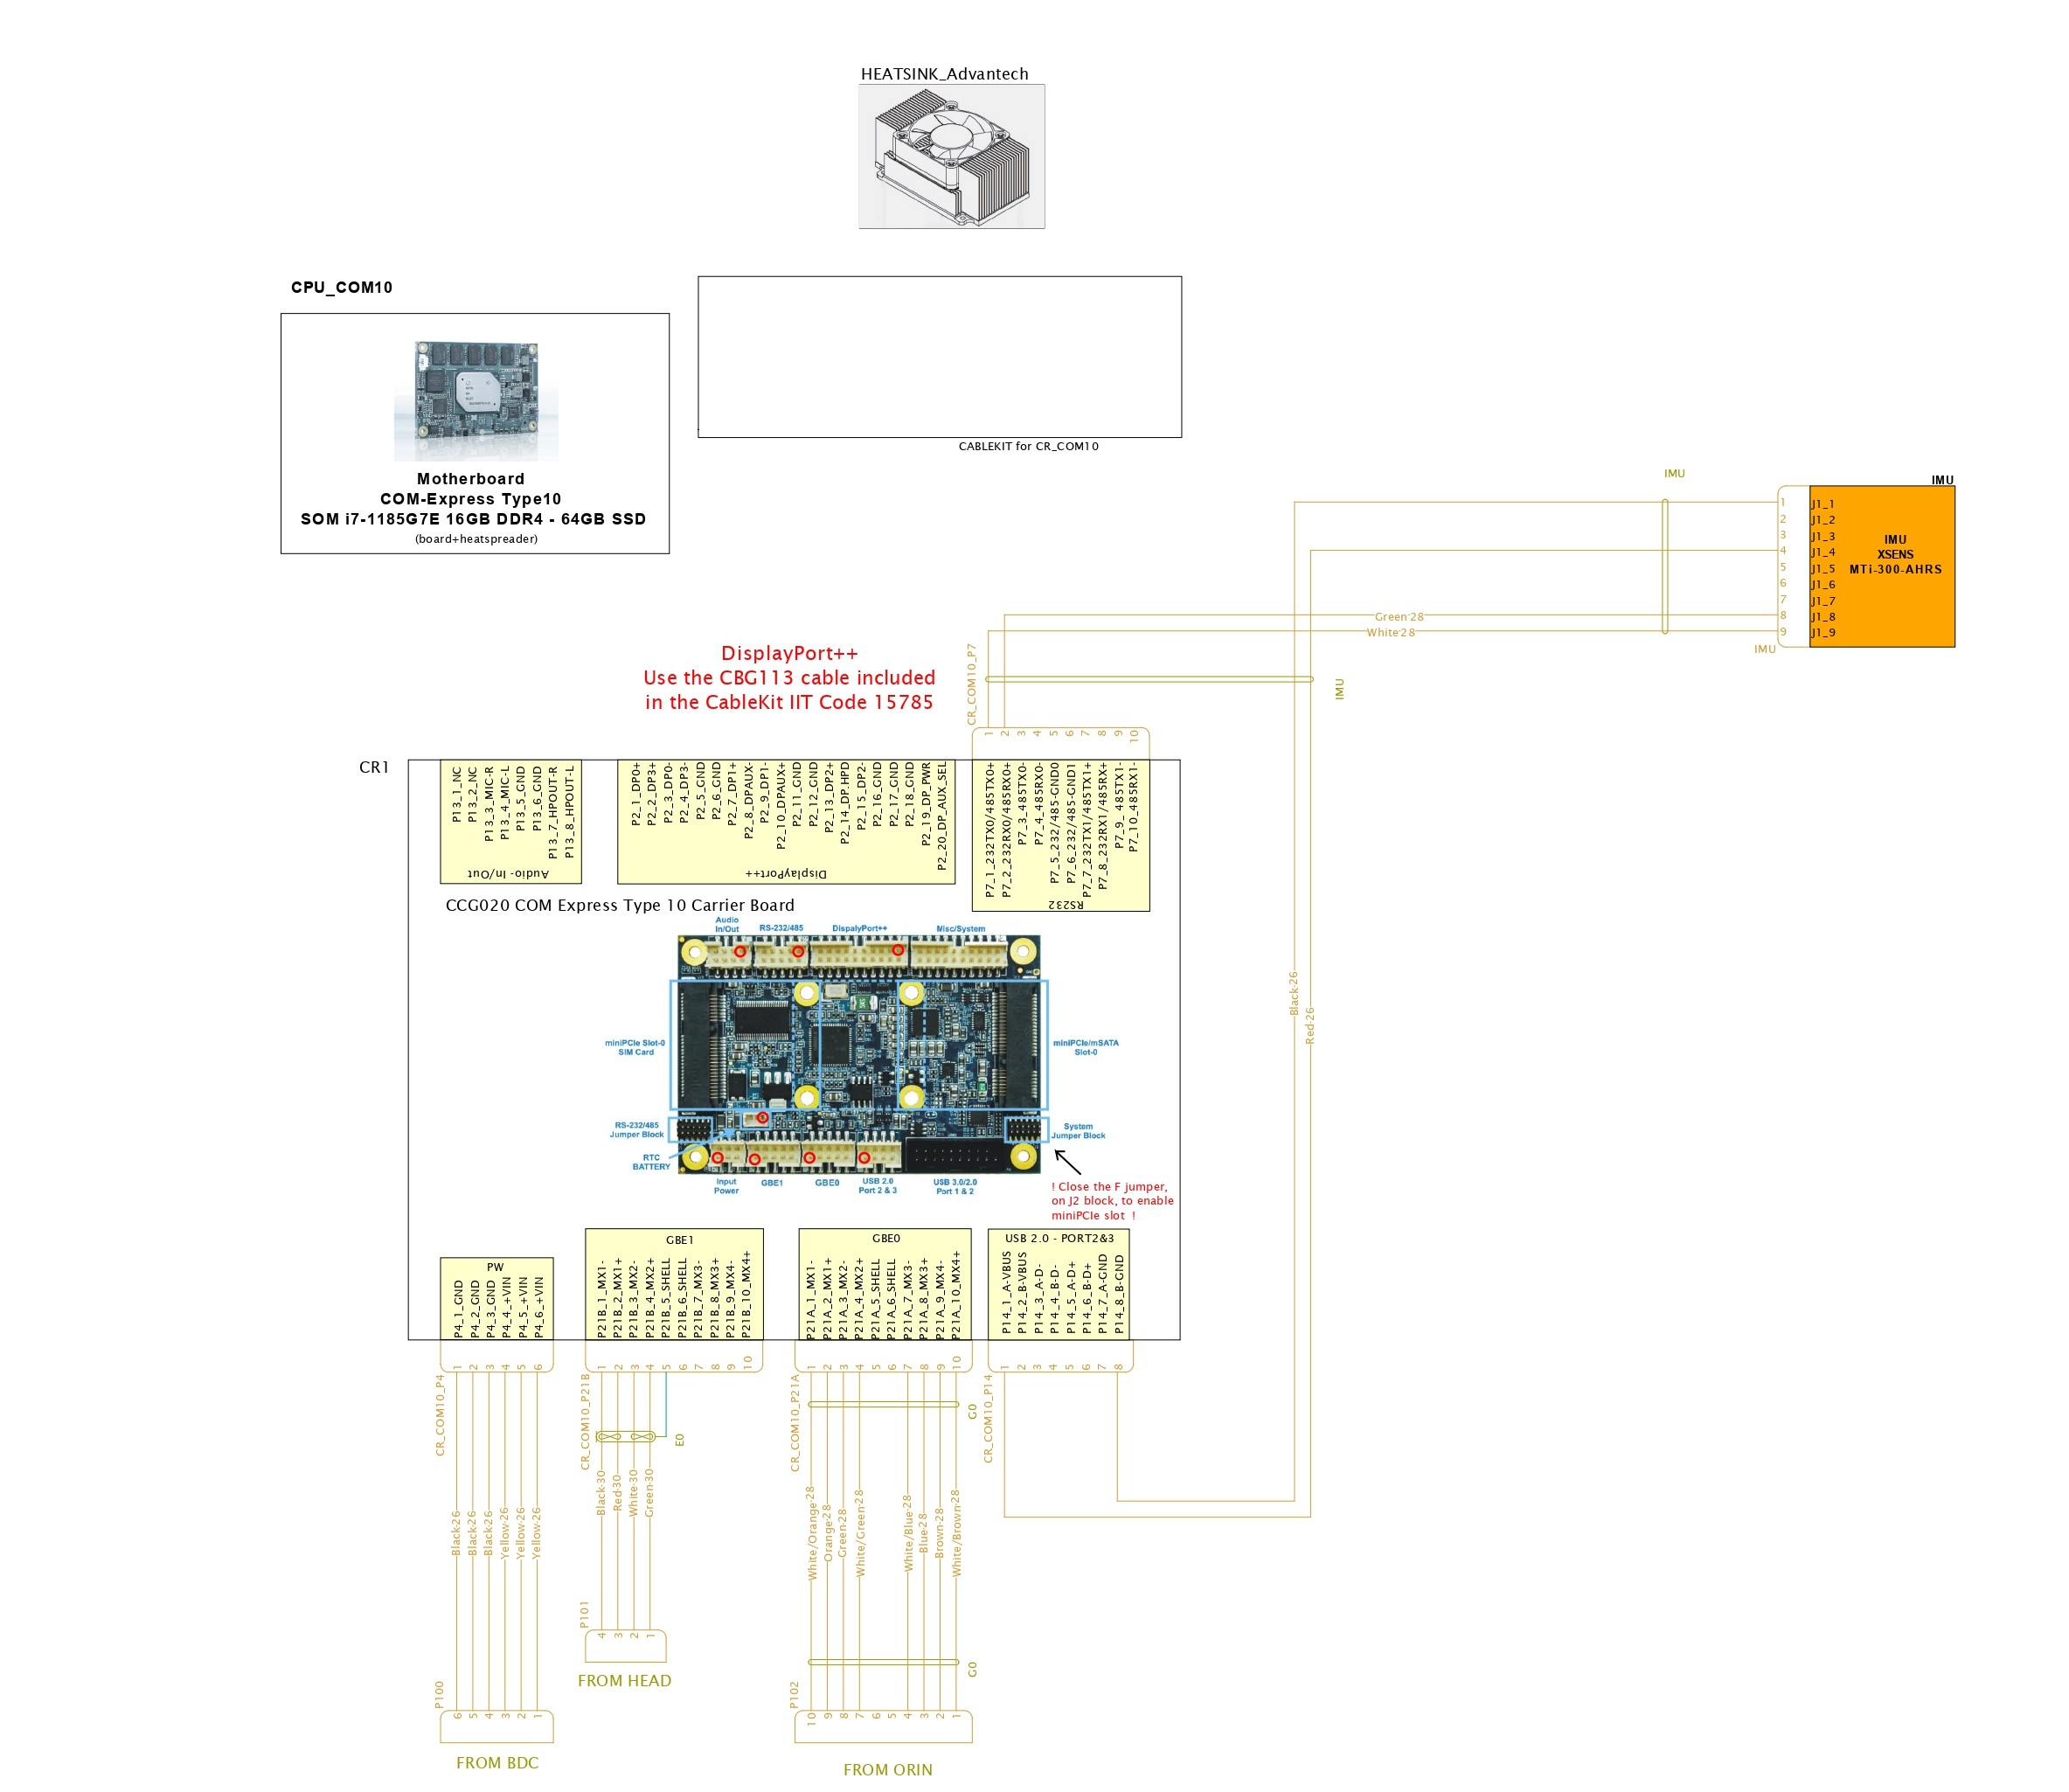 HEATSINK_Advantech
CPU_COM10
Motherboard
COM-Express Type10
SOM i7-1185G7E 16GB DDR4 - 64GB SSD
(board+heatspreader)
CABLEKIT for CR_COM10
IMU
IMU
1
2
3
4
5
6
7
8
9
J1_1
J1_2
J1_3
J1_4
J1_5
J1_6
J1_7
J1_8
J1_9
IMU
XSENS
MTi-300-AHRS
IMU
Green 28
White 28
IMU
Black 26
Red 26
DisplayPort++
Use the CBG113 cable included
in the CableKit IIT Code 15785
CR_COM10_P7
1
2
3
4
5
6
7
8
9
10
CR1
P13_1_NC
P13_2_NC
P13_3_MIC-R
P13_4_MIC-L
P13_5_GND
P13_6_GND
P13_7_HPOUT-R
P13_8_HPOUT-L
Audio- In/Out
P2_1_DP0+
P2_2_DP3+
P2_3_DP0-
P2_4_DP3-
P2_5_GND
P2_6_GND
P2_7_DP1+
P2_8_DPAUX-
P2_9_DP1-
P2_10_DPAUX+
P2_11_GND
P2_12_GND
P2_13_DP2+
P2_14_DP.HPD
P2_15_DP2-
P2_16_GND
P2_17_GND
P2_18_GND
P2_19_DP_PWR
P2_20_DP_AUX_SEL
DisplayPort++
P7_1_232TX0/485TX0+
P7_2_232RX0/485RX0+
P7_3_485TX0-
P7_4_485RX0-
P7_5_232/485-GND0
P7_6_232/485-GND1
P7_7_232TX1/485TX1+
P7_8_232RX1/485RX+
P7_9_ 485TX1-
P7_10_485RX1-
RS232
CCG020 COM Express Type 10 Carrier Board
Audio
In/Out
RS-232/485
DispalyPort++
Misc/System
miniPCIe Slot-0
SIM Card
miniPCIe/mSATA
Slot-0
RS-232/485
Jumper Block
RTC
BATTERY
System
Jumper Block
Input
Power
GBE1
GBE0
USB 2.0
Port 2 & 3
USB 3.0/2.0
Port 1 & 2
! Close the F jumper,
on J2 block, to enable
miniPCIe slot  !
PW
P4_1_GND
P4_2_GND
P4_3_GND
P4_4_+VIN
P4_5_+VIN
P4_6_+VIN
GBE1
P21B_1_MX1-
P21B_2_MX1+
P21B_3_MX2-
P21B_4_MX2+
P21B_5_SHELL
P21B_6_SHELL
P21B_7_MX3-
P21B_8_MX3+
P21B_9_MX4-
P21B_10_MX4+
GBE0
P21A_1_MX1-
P21A_2_MX1+
P21A_3_MX2-
P21A_4_MX2+
P21A_5_SHELL
P21A_6_SHELL
P21A_7_MX3-
P21A_8_MX3+
P21A_9_MX4-
P21A_10_MX4+
USB 2.0 - PORT2&3
P14_1_A-VBUS
P14_2_B-VBUS
P14_3_A-D-
P14_4_B-D-
P14_5_A-D+
P14_6_B-D+
P14_7_A-GND
P14_8_B-GND
CR_COM10_P4
1
2
3
4
5
6
CR_COM10_P21B
1
2
3
4
5
6
7
8
9
10
CR_COM10_P21A
1
2
3
4
5
6
7
8
9
10
CR_COM10_P14
1
2
3
4
5
6
7
8
E0
G0
Black 26
Black 26
Black 26
Yellow 26
Yellow 26
Yellow 26
Black 30
Red 30
White 30
Green 30
White/Orange 28
Orange 28
Green 28
White/Green 28
White/Blue 28
Blue 28
Brown 28
White/Brown 28
P101
4
3
2
1
FROM HEAD
G0
P100
6
5
4
3
2
1
FROM BDC
P102
10
9
8
7
6
5
4
3
2
1
FROM ORIN